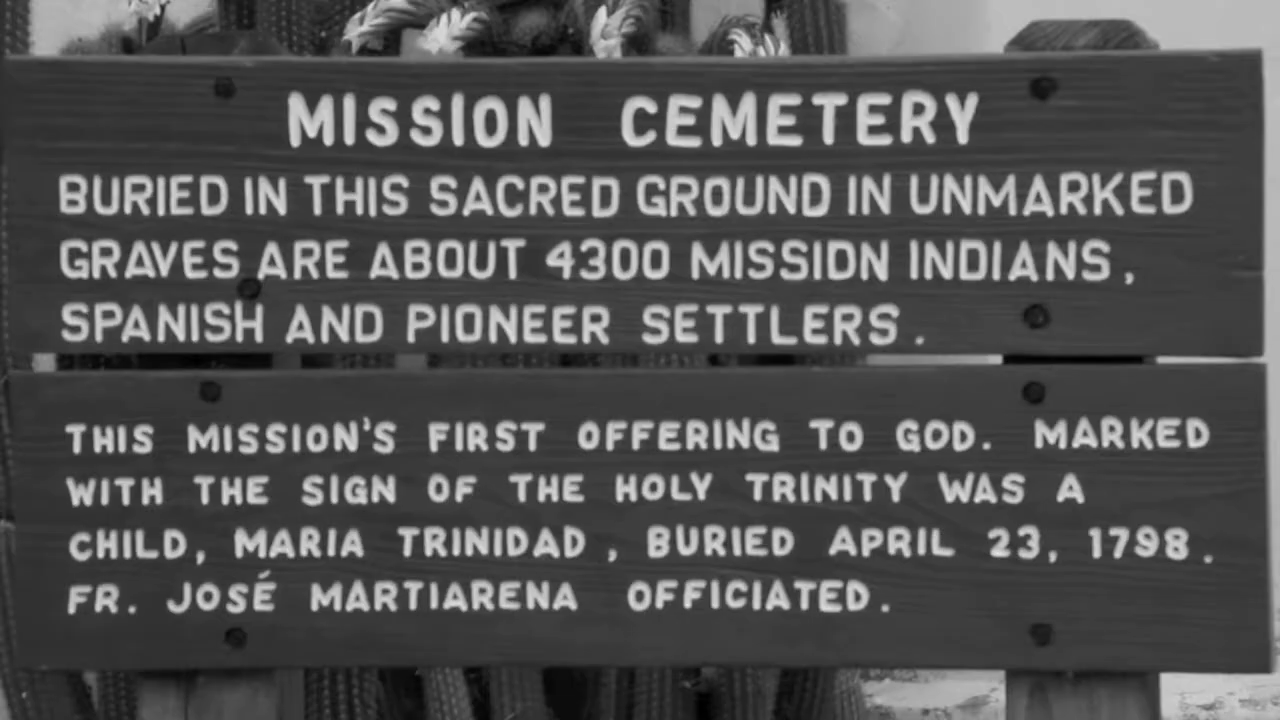 MISSION CEMETERY
BURIED IN THIS SACRED GROUND IN UNMARKED
GRAVES ARE ABOUT 4300 MISSION INDIANS,
SPANISH AND PIONEER SETTLERS.
THIS MISSION'S FIRST OFFERING TO GOD. MARKED
WITH THE SIGN OF THE HOLY TRINITY WAS A
CHILD, MARIA TRINIDAD, BURIED APRIL 23, 1798.
FR. JOSÉ MARTIARENA OFFICIATED.